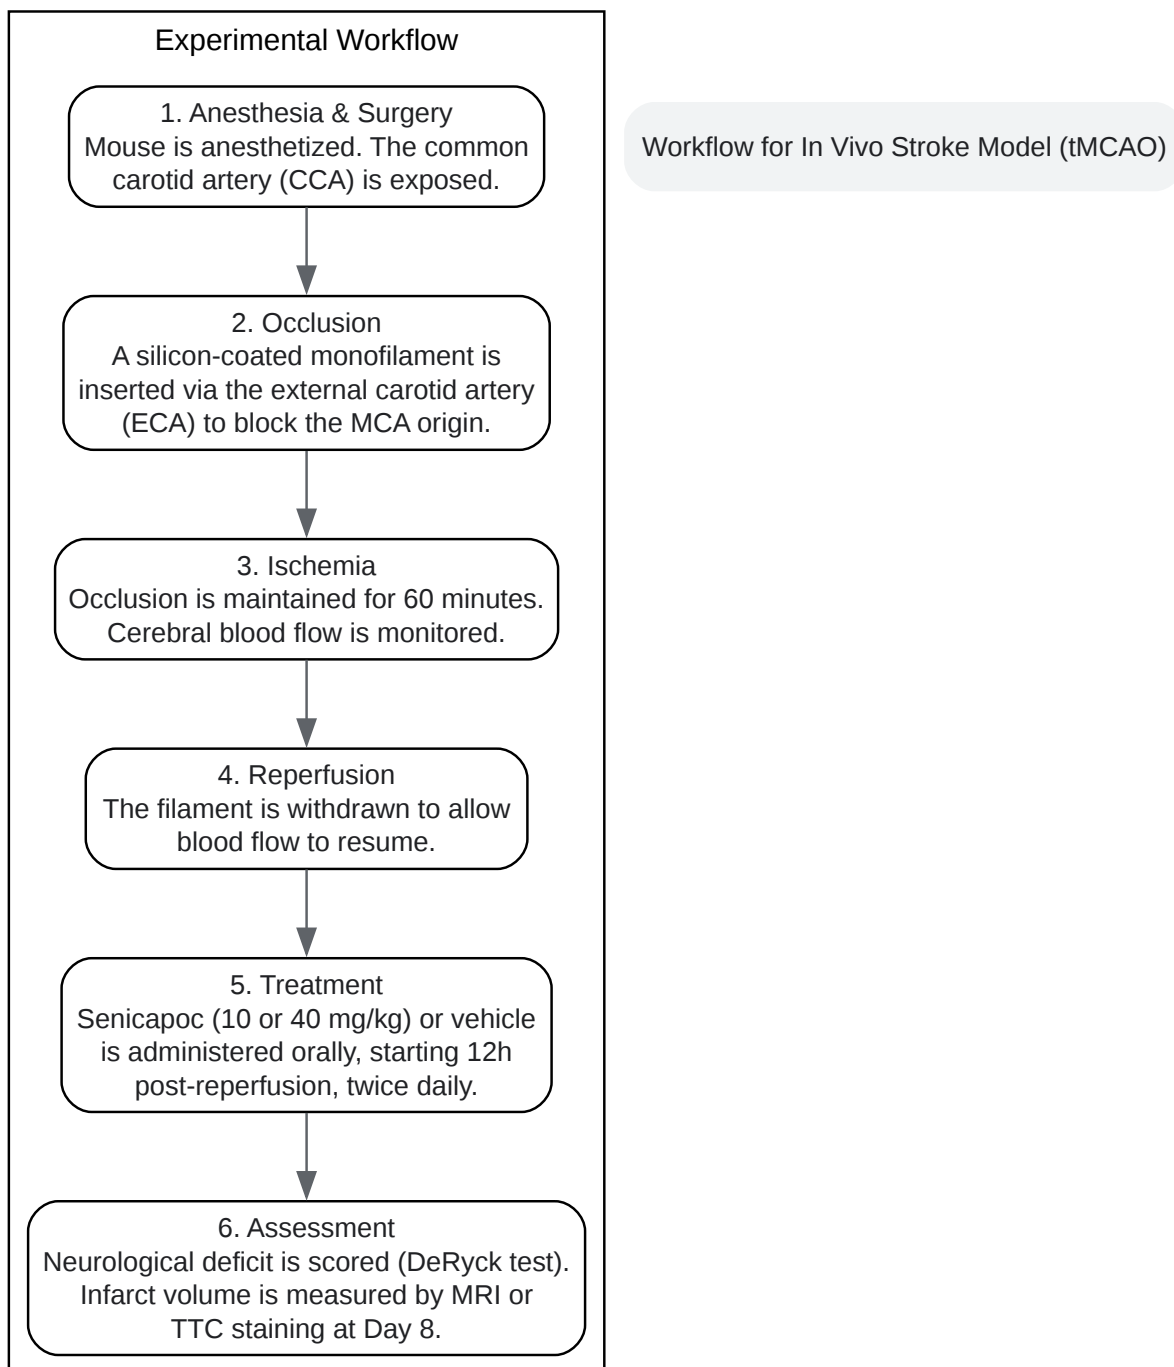 Experimental Workflow
1. Anesthesia & Surgery
Mouse is anesthetized. The common
carotid artery (CCA) is exposed.
Workflow for In Vivo Stroke Model (tMCAO)
2. Occlusion
A silicon-coated monofilament is
inserted via the external carotid artery
(ECA) to block the MCA origin.
3. Ischemia
Occlusion is maintained for 60 minutes.
Cerebral blood flow is monitored.
4. Reperfusion
The filament is withdrawn to allow
blood flow to resume.
5. Treatment
Senicapoc (10 or 40 mg/kg) or vehicle
is administered orally, starting 12h
post-reperfusion, twice daily.
6. Assessment
Neurological deficit is scored (DeRyck test).
Infarct volume is measured by MRI or
TTC staining at Day 8.